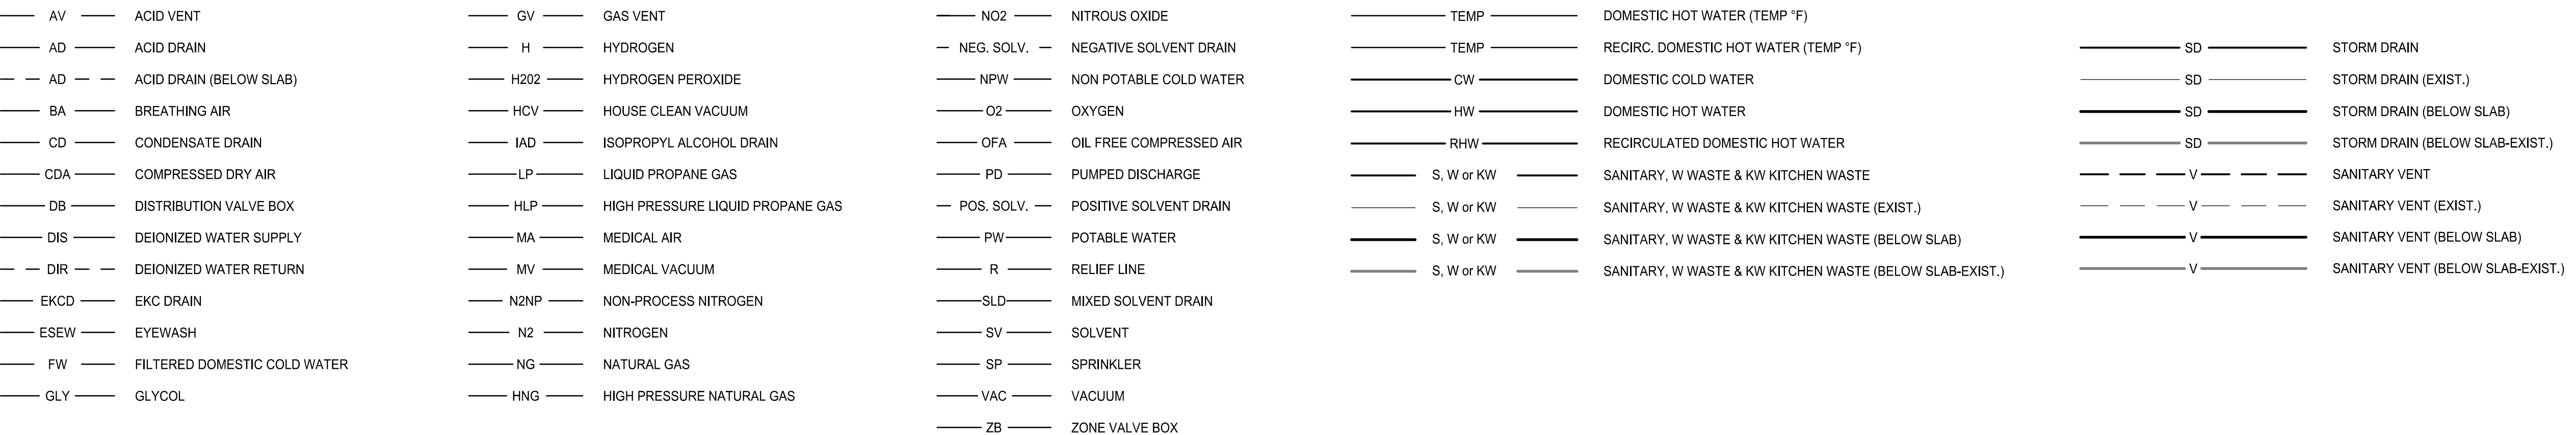 AV ACID VENT
AD ACID DRAIN
AD ACID DRAIN (BELOW SLAB)
BA BREATHING AIR
CD CONDENSATE DRAIN
CDA COMPRESSED DRY AIR
DB DISTRIBUTION VALVE BOX
DIS DEIONIZED WATER SUPPLY
DIR DEIONIZED WATER RETURN
EKCD EKC DRAIN
ESEW EYEWASH
FW FILTERED DOMESTIC COLD WATER
GLY GLYCOL
GV GAS VENT
H HYDROGEN
H202 HYDROGEN PEROXIDE
HCV HOUSE CLEAN VACUUM
IAD ISOPROPYL ALCOHOL DRAIN
LP LIQUID PROPANE GAS
HLP HIGH PRESSURE LIQUID PROPANE GAS
MA MEDICAL AIR
MV MEDICAL VACUUM
N2NP NON-PROCESS NITROGEN
N2 NITROGEN
NG NATURAL GAS
HNG HIGH PRESSURE NATURAL GAS
NO2 NITROUS OXIDE
NEG. SOLV. NEGATIVE SOLVENT DRAIN
NPW NON POTABLE COLD WATER
O2 OXYGEN
OFA OIL FREE COMPRESSED AIR
PD PUMPED DISCHARGE
POS. SOLV. POSITIVE SOLVENT DRAIN
PW POTABLE WATER
R RELIEF LINE
SLD MIXED SOLVENT DRAIN
SV SOLVENT
SP SPRINKLER
VAC VACUUM
ZB ZONE VALVE BOX
TEMP DOMESTIC HOT WATER (TEMP °F)
TEMP RECIRC. DOMESTIC HOT WATER (TEMP °F)
CW DOMESTIC COLD WATER
HW DOMESTIC HOT WATER
RHW RECIRCULATED DOMESTIC HOT WATER
S, W or KW SANITARY, W WASTE & KW KITCHEN WASTE
S, W or KW SANITARY, W WASTE & KW KITCHEN WASTE (EXIST.)
S, W or KW SANITARY, W WASTE & KW KITCHEN WASTE (BELOW SLAB)
S, W or KW SANITARY, W WASTE & KW KITCHEN WASTE (BELOW SLAB-EXIST.)
SD STORM DRAIN
SD STORM DRAIN (EXIST.)
SD STORM DRAIN (BELOW SLAB)
SD STORM DRAIN (BELOW SLAB-EXIST.)
V SANITARY VENT
V SANITARY VENT (EXIST.)
V SANITARY VENT (BELOW SLAB)
V SANITARY VENT (BELOW SLAB-EXIST.)